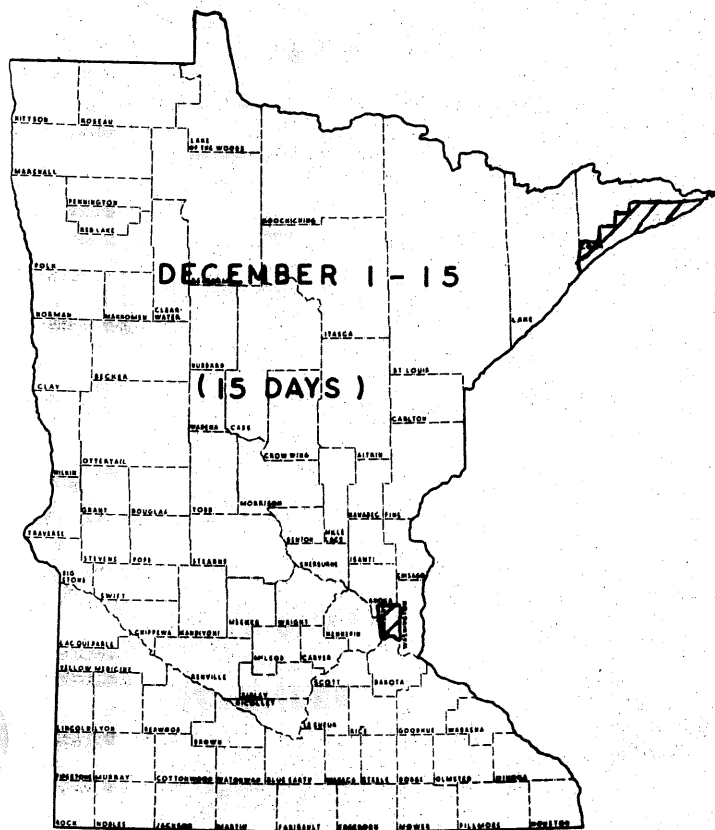 KITTSON ROSEAU
LAKE
OF THE WOODS
MARSHALL
PENNINGTON
RED LAKE
KOOCHICHING
POLK
DECEMBER 1 - 15
NORMAN MAHNOMEN CLEAR-
WATER
LAKE
ITASCA
HUBBARD
ST LOUIS
CLAY BECKER
(15 DAYS)
CARLTON
WADENA CASS
CROW WING AITKIN
OTTERTAIL
WILKIN
MORRISON
GRANT DOUGLAS TODD
KANABEC PINE
MILLE
LACS
TRAVERSE
BENTON
STEVENS POPE STEARNS
SHERBURNE ISANTI
BIG
STONE
CHISAGO
SWIFT
ANOKA
MEEKER WRIGHT
CHIPPEWA KANDIYOHI
HENNEPIN
WASHINGTON
LAC QUI PARLE
MCLEOD CARVER
YELLOW MEDICINE
RENVILLE
SCOTT DAKOTA
SIBLEY
NICOLLET
LINCOLN LYON REDWOOD
LE SUEUR RICE GOODHUE WABASHA
BROWN
PIPESTONE MURRAY COTTONWOOD WATONWAN BLUE EARTH WASECA STEELE DODGE OLMSTED WINONA
ROCK NOBLES JACKSON MARTIN FARIBAULT FREEBORN MOWER FILLMORE HOUSTON